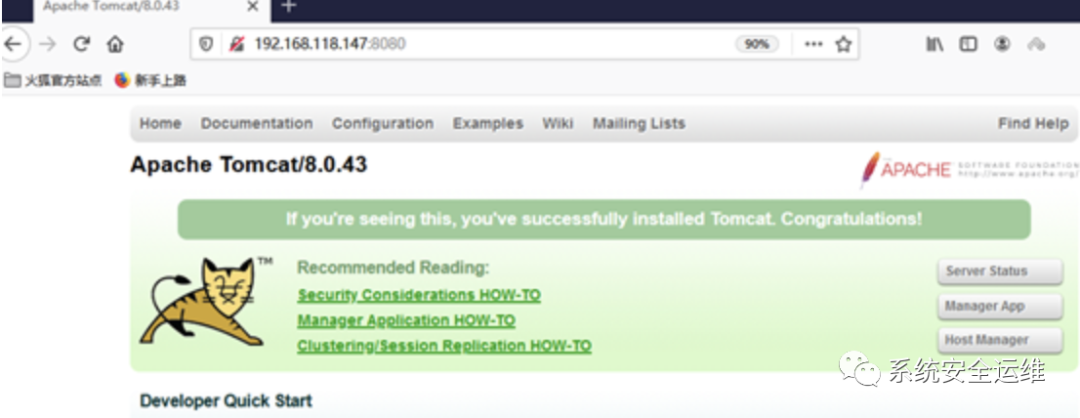 Apache Tomcat/8.0.43
192.168.118.147:8080 90%
火狐官方站点 新手上路
Home Documentation Configuration Examples Wiki Mailing Lists Find Help
Apache Tomcat/8.0.43
APACHE SOFTWARE FOUNDATION
http://www.apache.org/
If you're seeing this, you've successfully installed Tomcat. Congratulations!
TM
Recommended Reading:
Security Considerations HOW-TO
Manager Application HOW-TO
Clustering/Session Replication HOW-TO
Server Status
Manager App
Host Manager
系统安全运维
Developer Quick Start